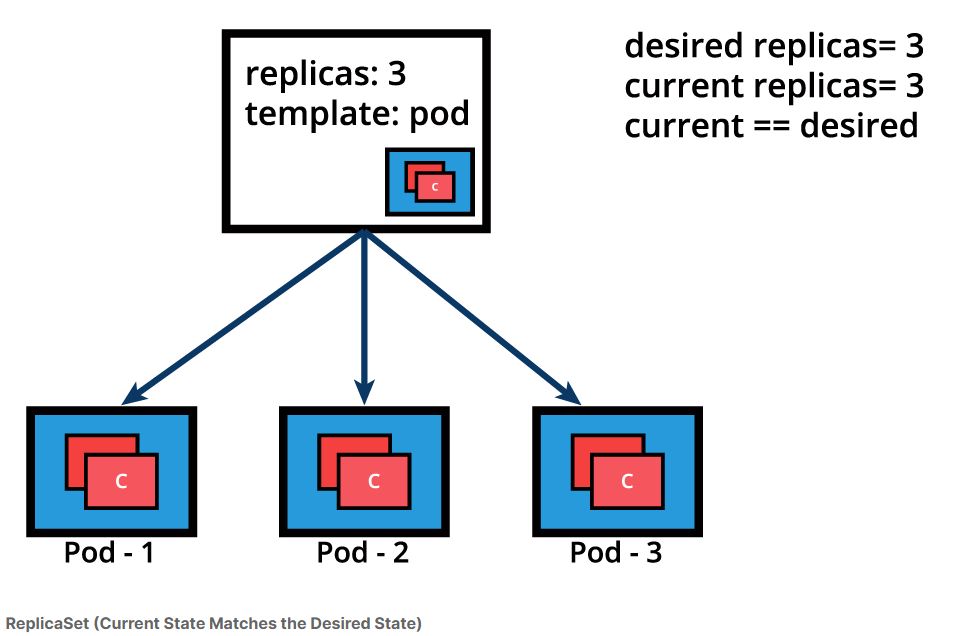 replicas: 3
template: pod
C
desired replicas= 3
current replicas= 3
current == desired
C
C
C
Pod - 1
Pod - 2
Pod - 3
ReplicaSet (Current State Matches the Desired State)